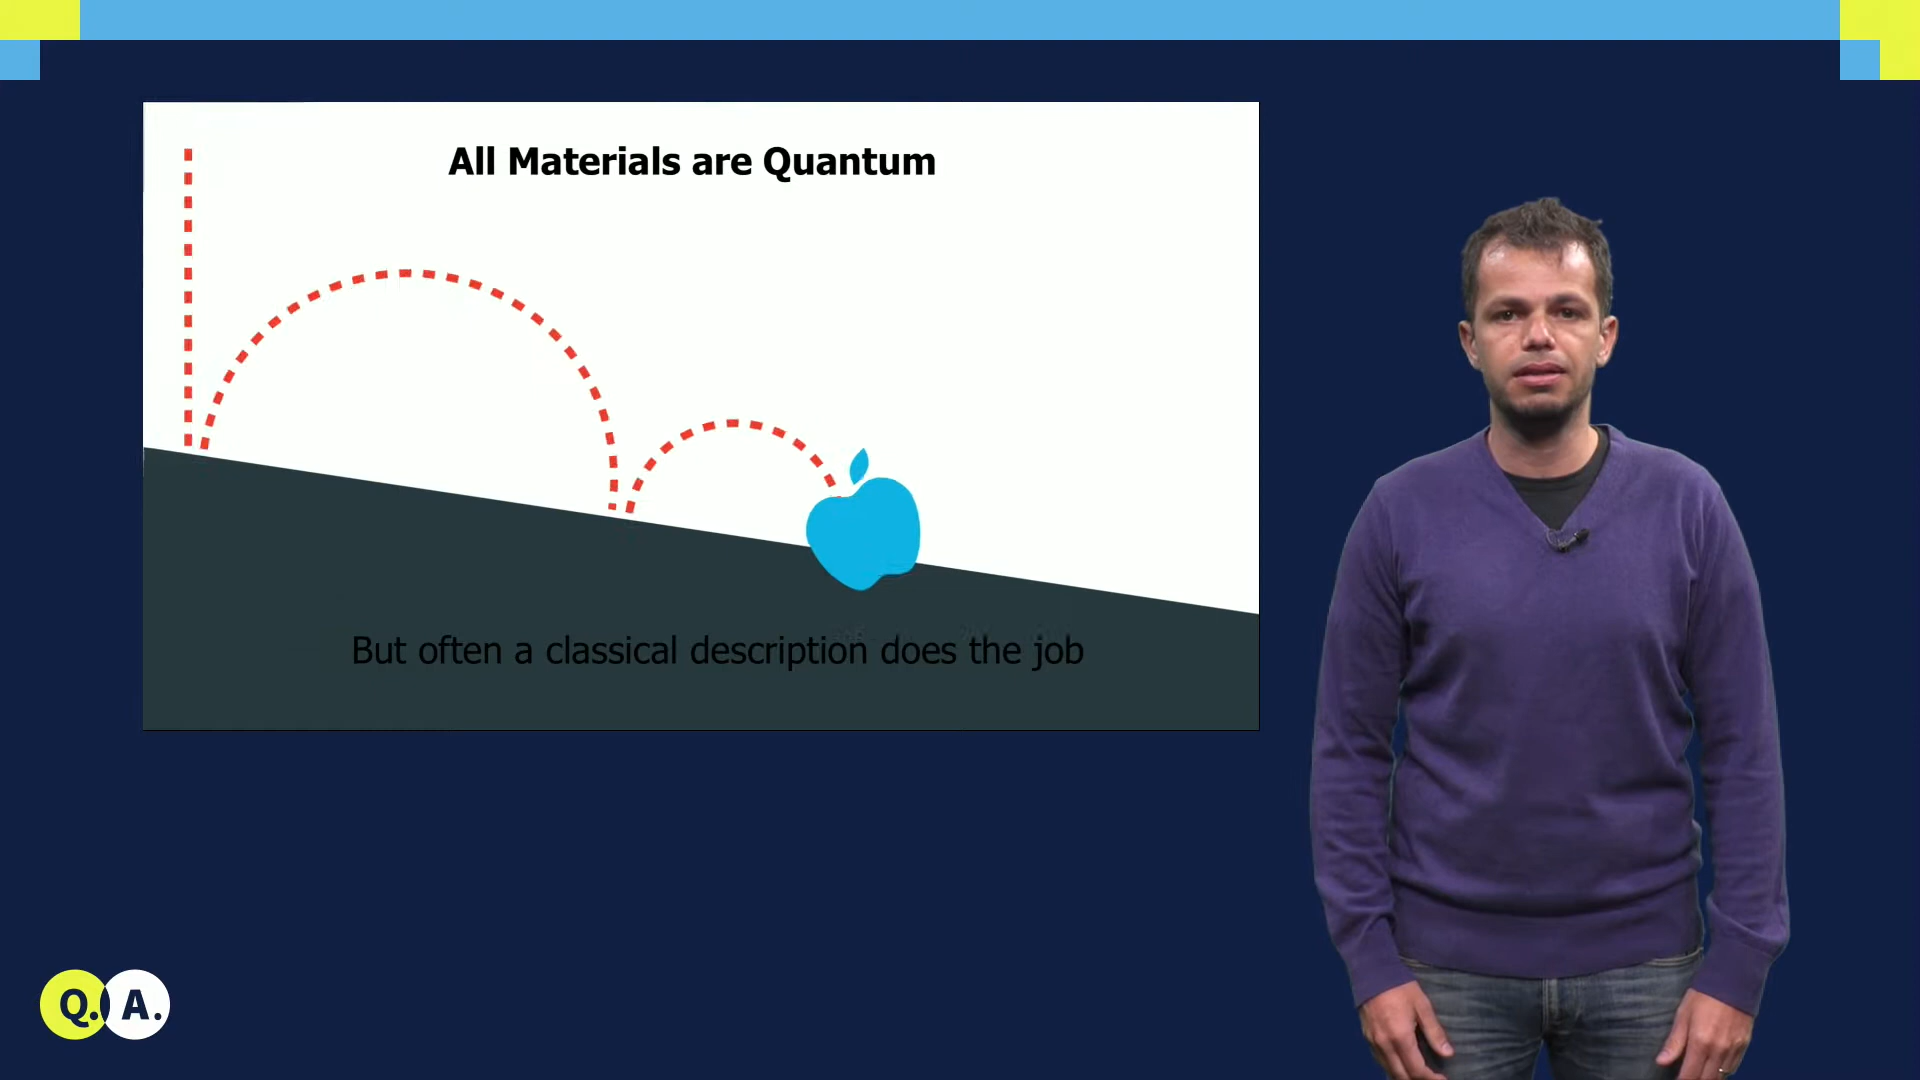 All Materials are Quantum
But often a classical description does the job
Q. A.